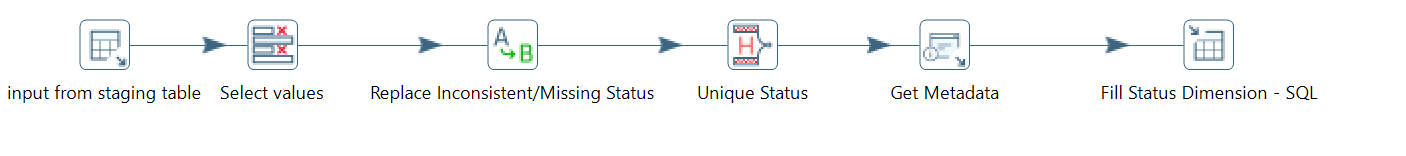 A
B
H
input from staging table
Select values
Replace Inconsistent/Missing Status
Unique Status
Get Metadata
Fill Status Dimension - SQL